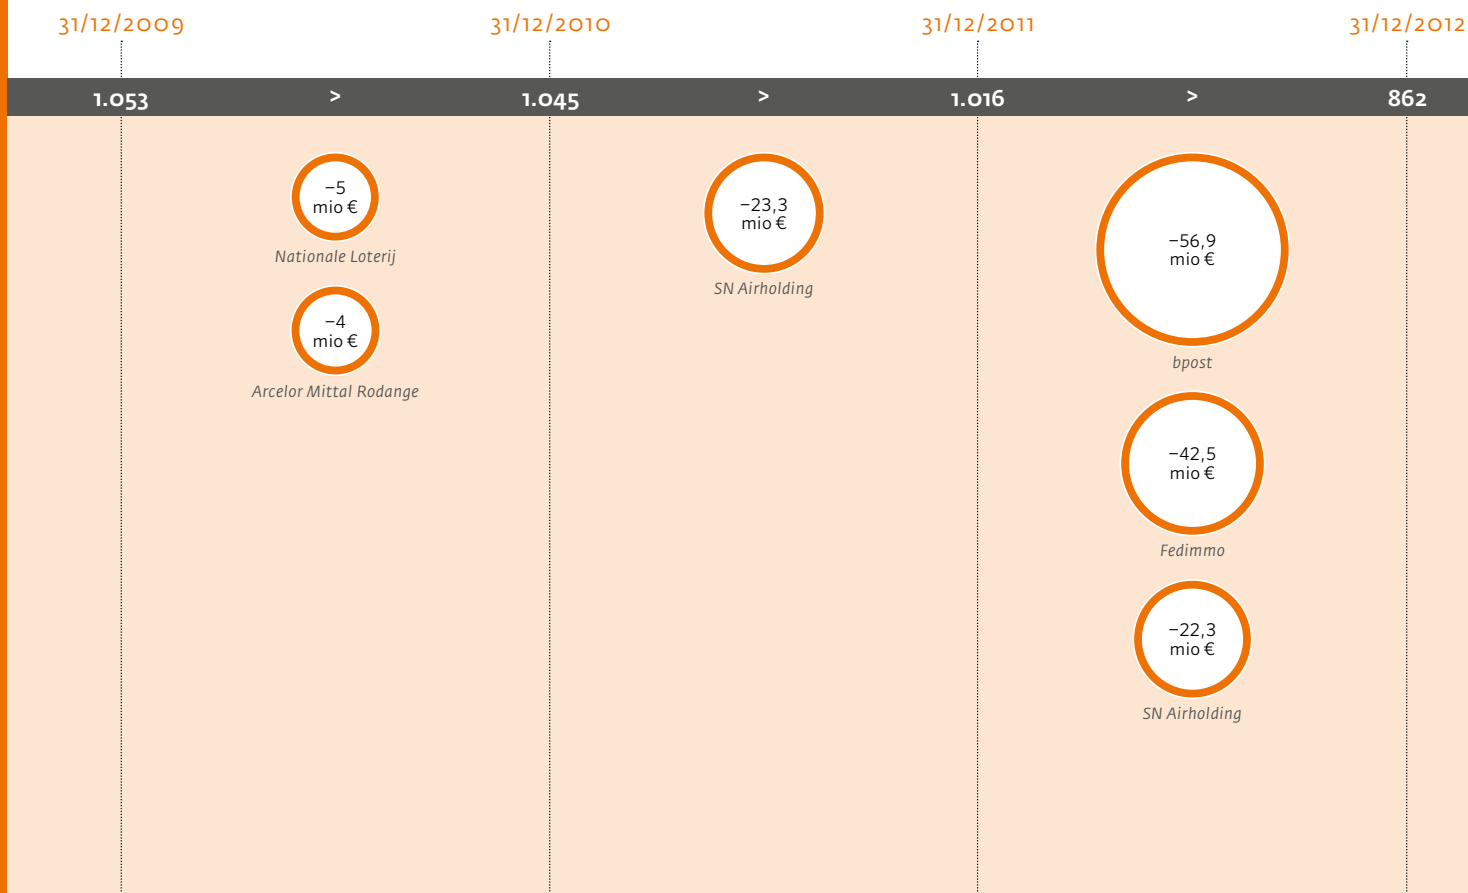 31/12/2009 31/12/2010 31/12/2011 31/12/2012
1.053 > 1.045 > 1.016 > 862
−5
mio €
Nationale Loterij
−4
mio €
Arcelor Mittal Rodange
−23,3
mio €
SN Airholding
−56,9
mio €
bpost
−42,5
mio €
Fedimmo
−22,3
mio €
SN Airholding